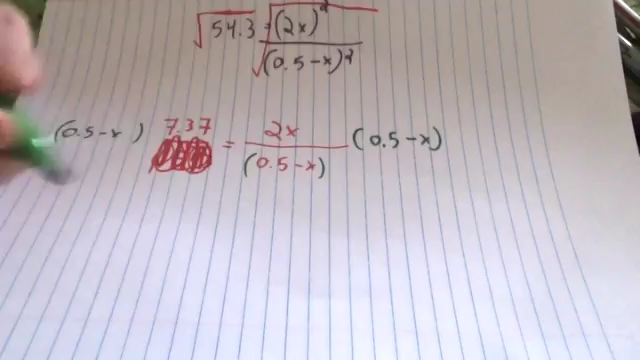 √54.3 = √(2x)²
√(0.5-x)²
(0.5-x) 7.37 = 2x (0.5-x)
(0.5-x)